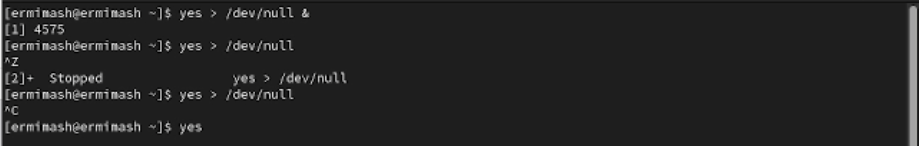 [ermimash@ermimash ~]$ yes > /dev/null &
[1] 4575
[ermimash@ermimash ~]$ yes > /dev/null
^Z
[2]+  Stopped                 yes > /dev/null
[ermimash@ermimash ~]$ yes > /dev/null
^C
[ermimash@ermimash ~]$ yes